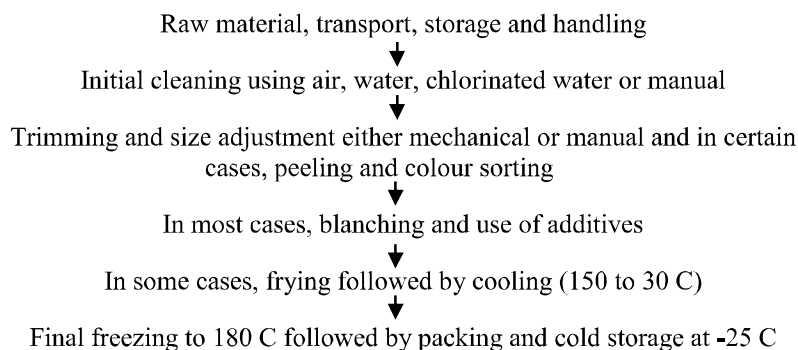 Raw material, transport, storage and handling
Initial cleaning using air, water, chlorinated water or manual
Trimming and size adjustment either mechanical or manual and in certain
cases, peeling and colour sorting
In most cases, blanching and use of additives
In some cases, frying followed by cooling (150 to 30 C)
Final freezing to 180 C followed by packing and cold storage at -25 C